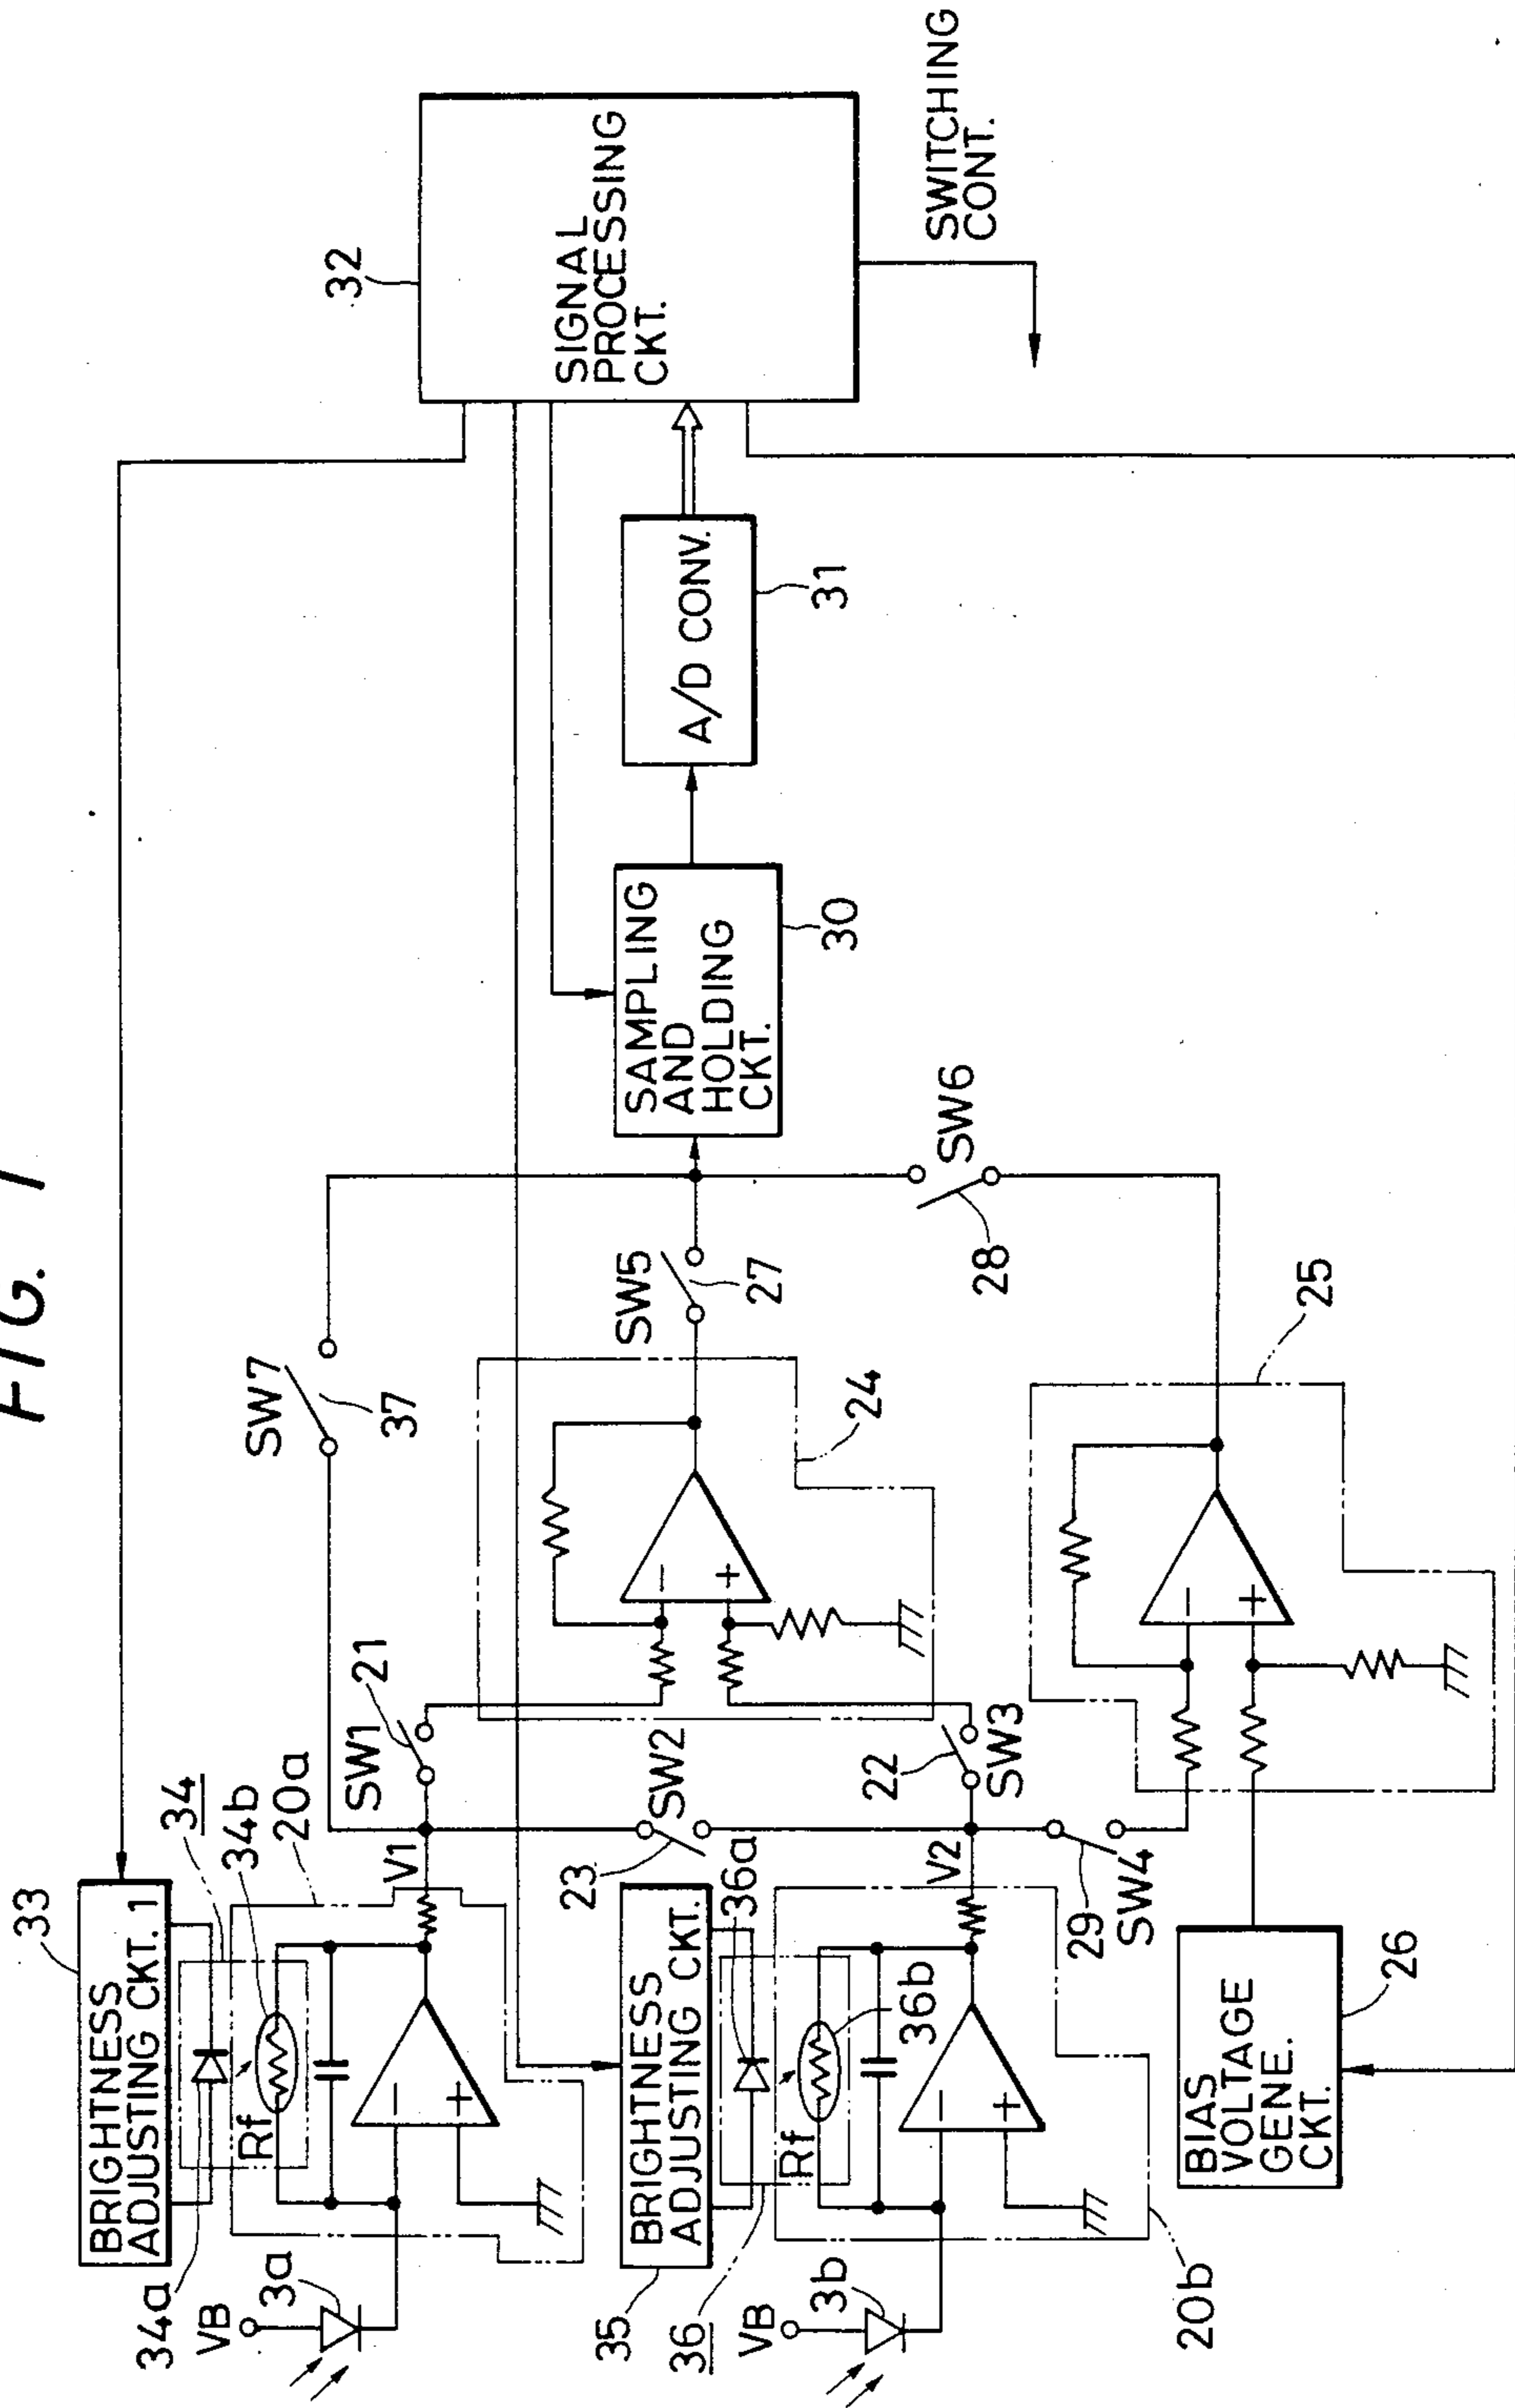 FIG. 1
33
BRIGHTNESS
ADJUSTING CKT. 1
34
34a
34b
20a
Rf
VB
3a
−
+
V1
SW1
21
SW7
37
SW2
23
35
BRIGHTNESS
ADJUSTING CKT.
36
36a
36b
Rf
VB
3b
−
+
V2
20b
22
SW3
29
SW4
−
+
24
SW5
27
BIAS
VOLTAGE
GENE.
CKT.
26
−
+
25
28
SW6
SAMPLING
AND
HOLDING
CKT.
30
A/D CONV.
31
32
SIGNAL
PROCESSING
CKT.
SWITCHING
CONT.